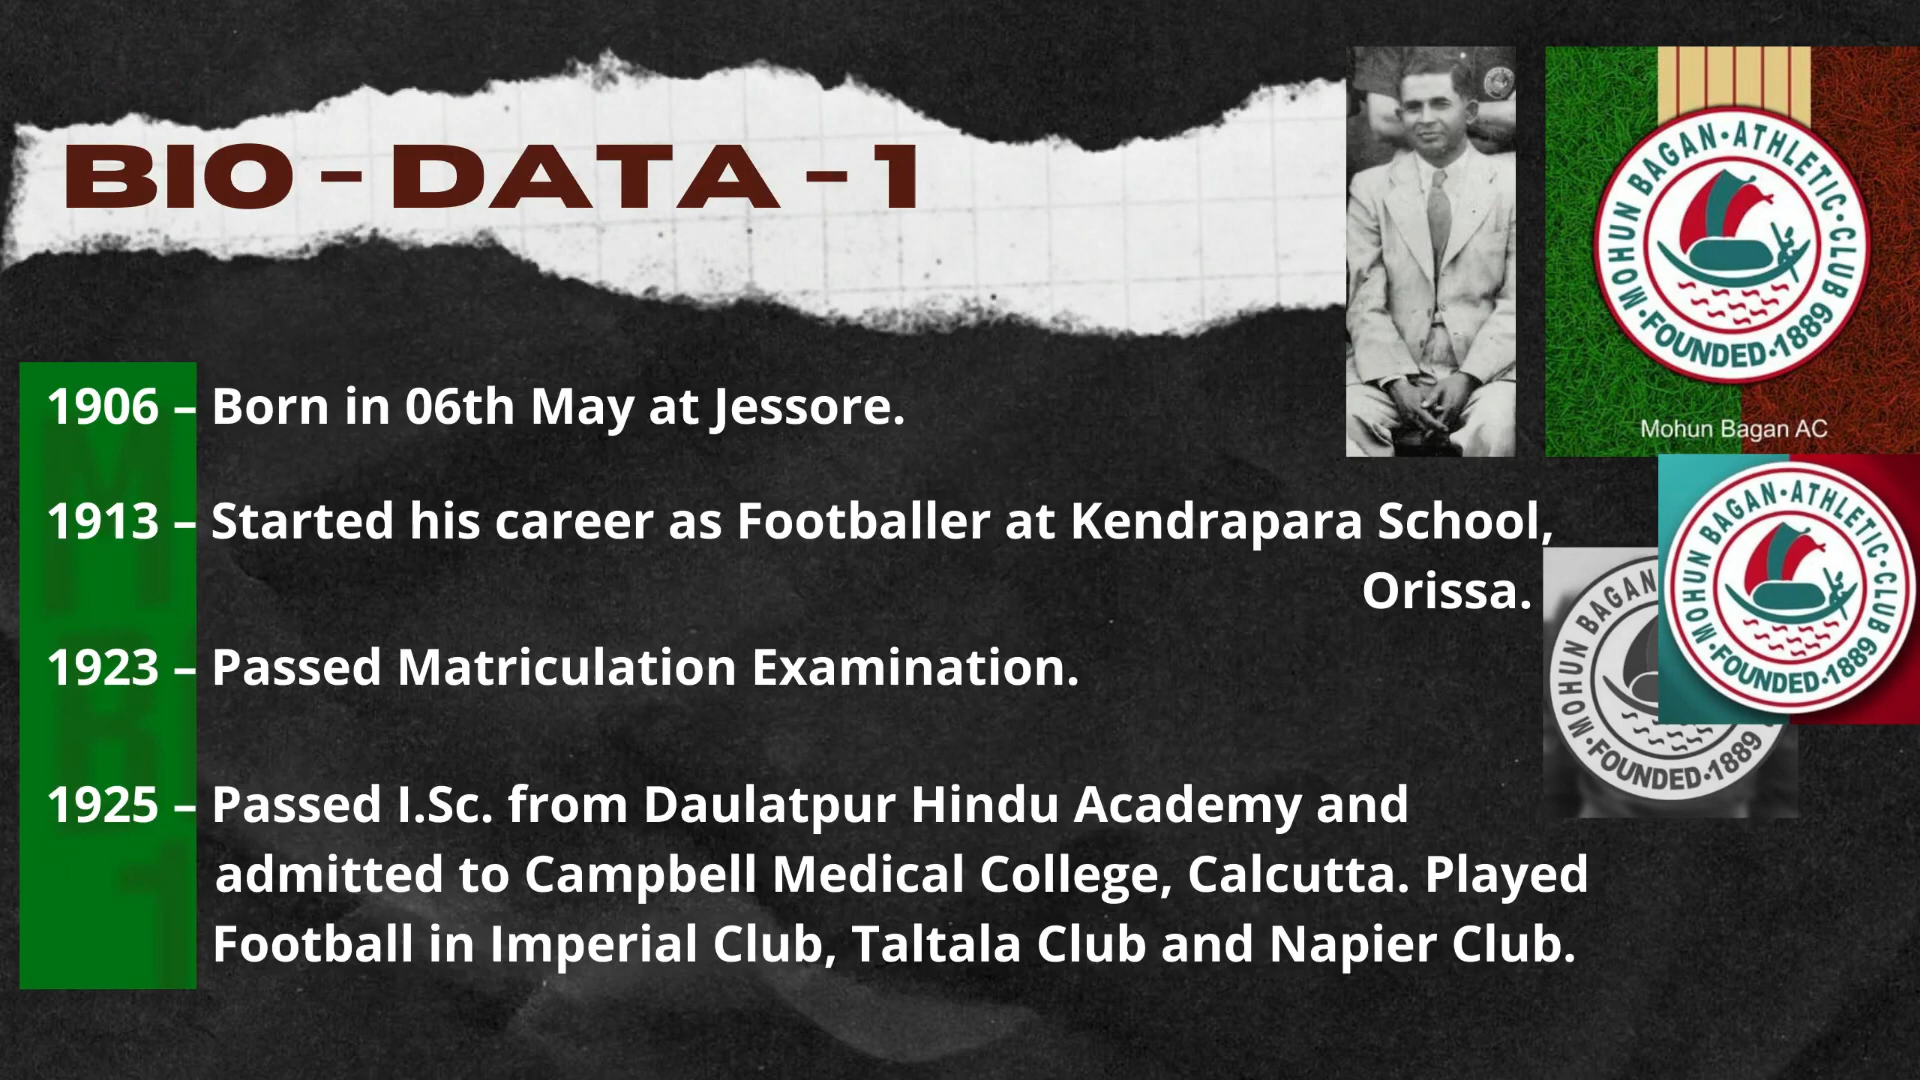 BIO - DATA - 1
MOHUN BAGAN·ATHLETIC·CLUB
·FOUNDED·1889
Mohun Bagan AC
1906 – Born in 06th May at Jessore.
1913 – Started his career as Footballer at Kendrapara School,
Orissa.
1923 – Passed Matriculation Examination.
MOHUN BAGAN·ATHLETIC·CLUB
·FOUNDED·1889
MOHUN BAGAN
·FOUNDED·1889
1925 – Passed I.Sc. from Daulatpur Hindu Academy and
admitted to Campbell Medical College, Calcutta. Played
Football in Imperial Club, Taltala Club and Napier Club.